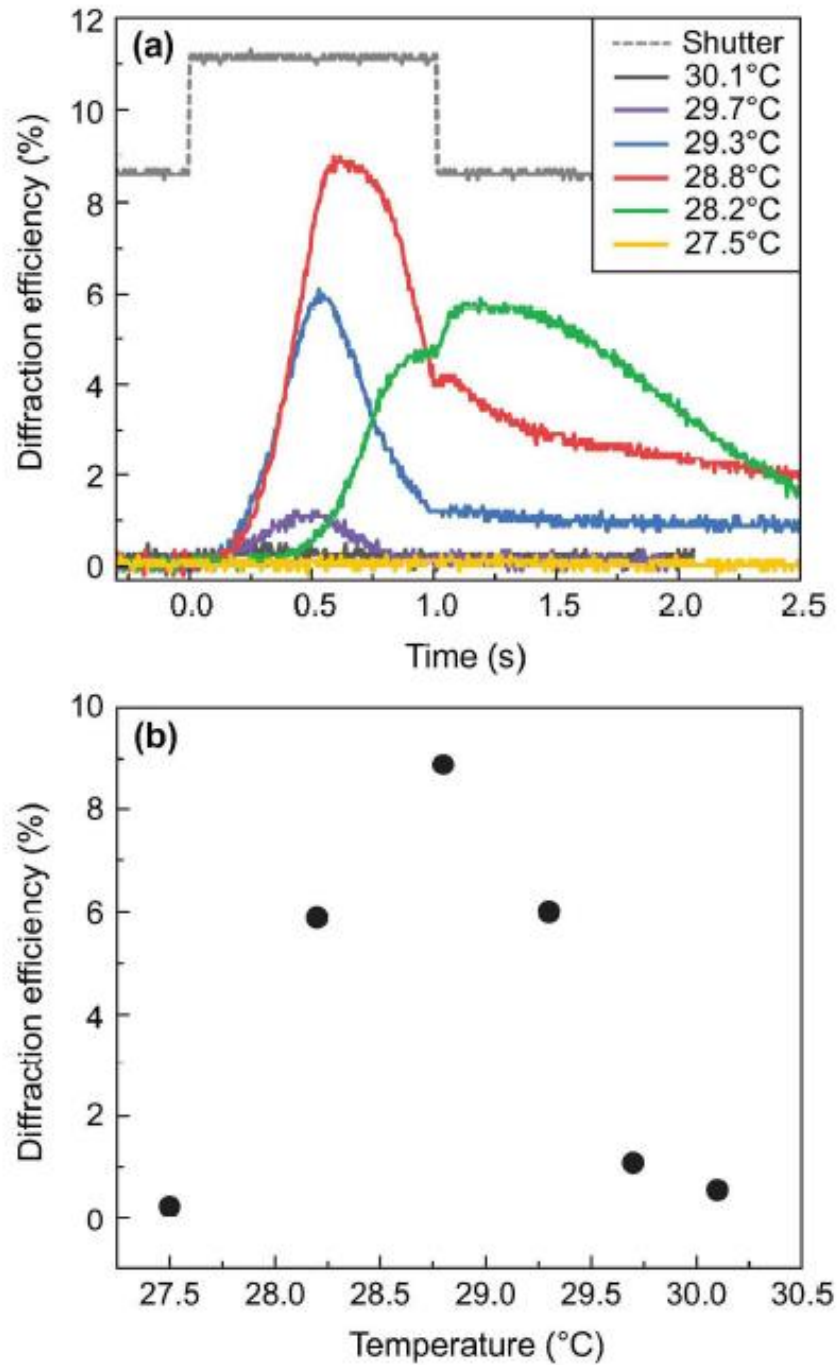 (a)
Diffraction efficiency (%)
12
10
8
6
4
2
0
Shutter
30.1°C
29.7°C
29.3°C
28.8°C
28.2°C
27.5°C
0.0 0.5 1.0 1.5 2.0 2.5
Time (s)
(b)
Diffraction efficiency (%)
10
8
6
4
2
0
27.5 28.0 28.5 29.0 29.5 30.0 30.5
Temperature (°C)